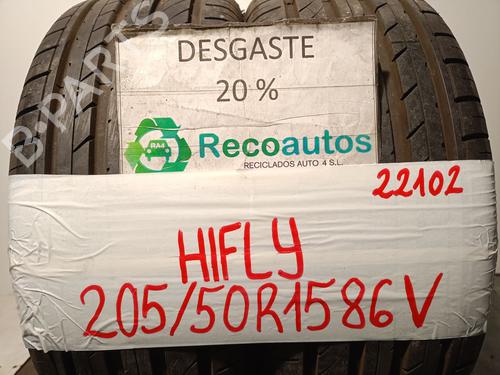 DESGASTE
20 %
RA4
Recoautos
RECICLADOS AUTO 4 S.L.
B-PARTS
22102
HIFLY
205/50R1586V